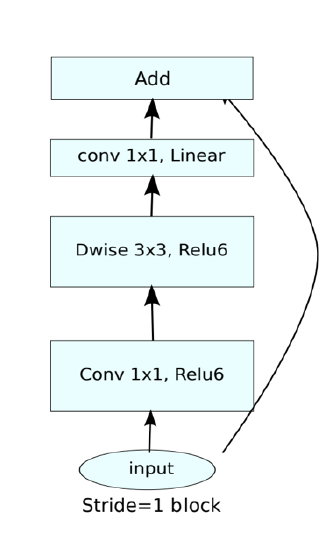 Add
conv 1x1, Linear
Dwise 3x3, Relu6
Conv 1x1, Relu6
input
Stride=1 block